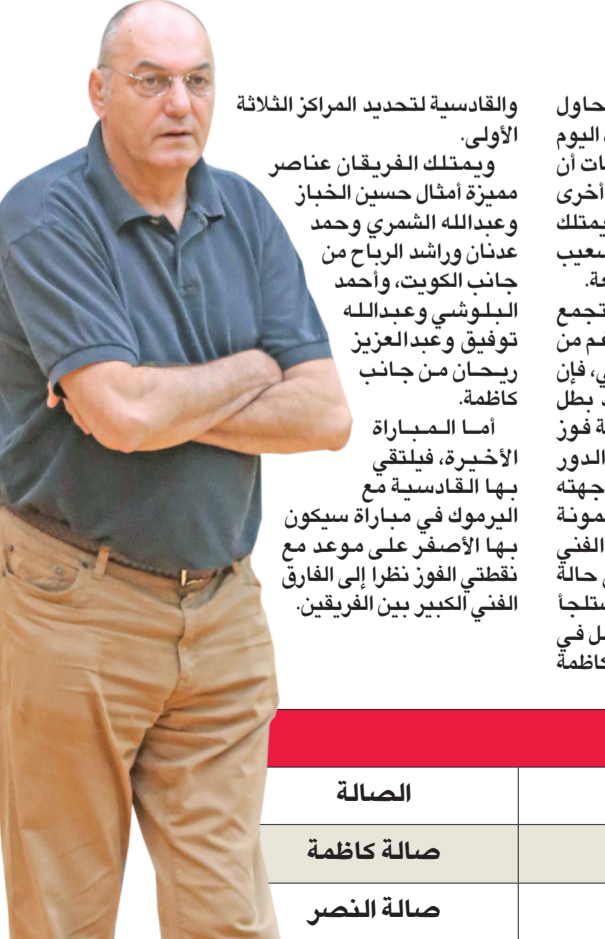 حاول
اليوم
ات أن
أخرى
يمتلك
سعيب
عة.
تجمع
غم من
ي، فإن
بطل
ة فوز
الدور
جهته
مونة
الفني
حالة
ستلجأ
ل في
كاظمة
والقادسية لتحديد المراكز الثلاثة
الأولى.
ويمتلك الفريقان عناصر
مميزة أمثال حسين الخباز
وعبدالله الشمري وحمد
عدنان وراشد الرباح من
جانب الكويت، وأحمد
البلوشي وعبدالله
توفيق وعبدالعزيز
ريحان من جانب
كاظمة.
أما المباراة
الأخيرة، فيلتقي
بها القادسية مع
اليرموك في مباراة سيكون
بها الأصفر على موعد مع
نقطتي الفوز نظرا إلى الفارق
الفني الكبير بين الفريقين.
الصالة
صالة كاظمة
صالة النصر